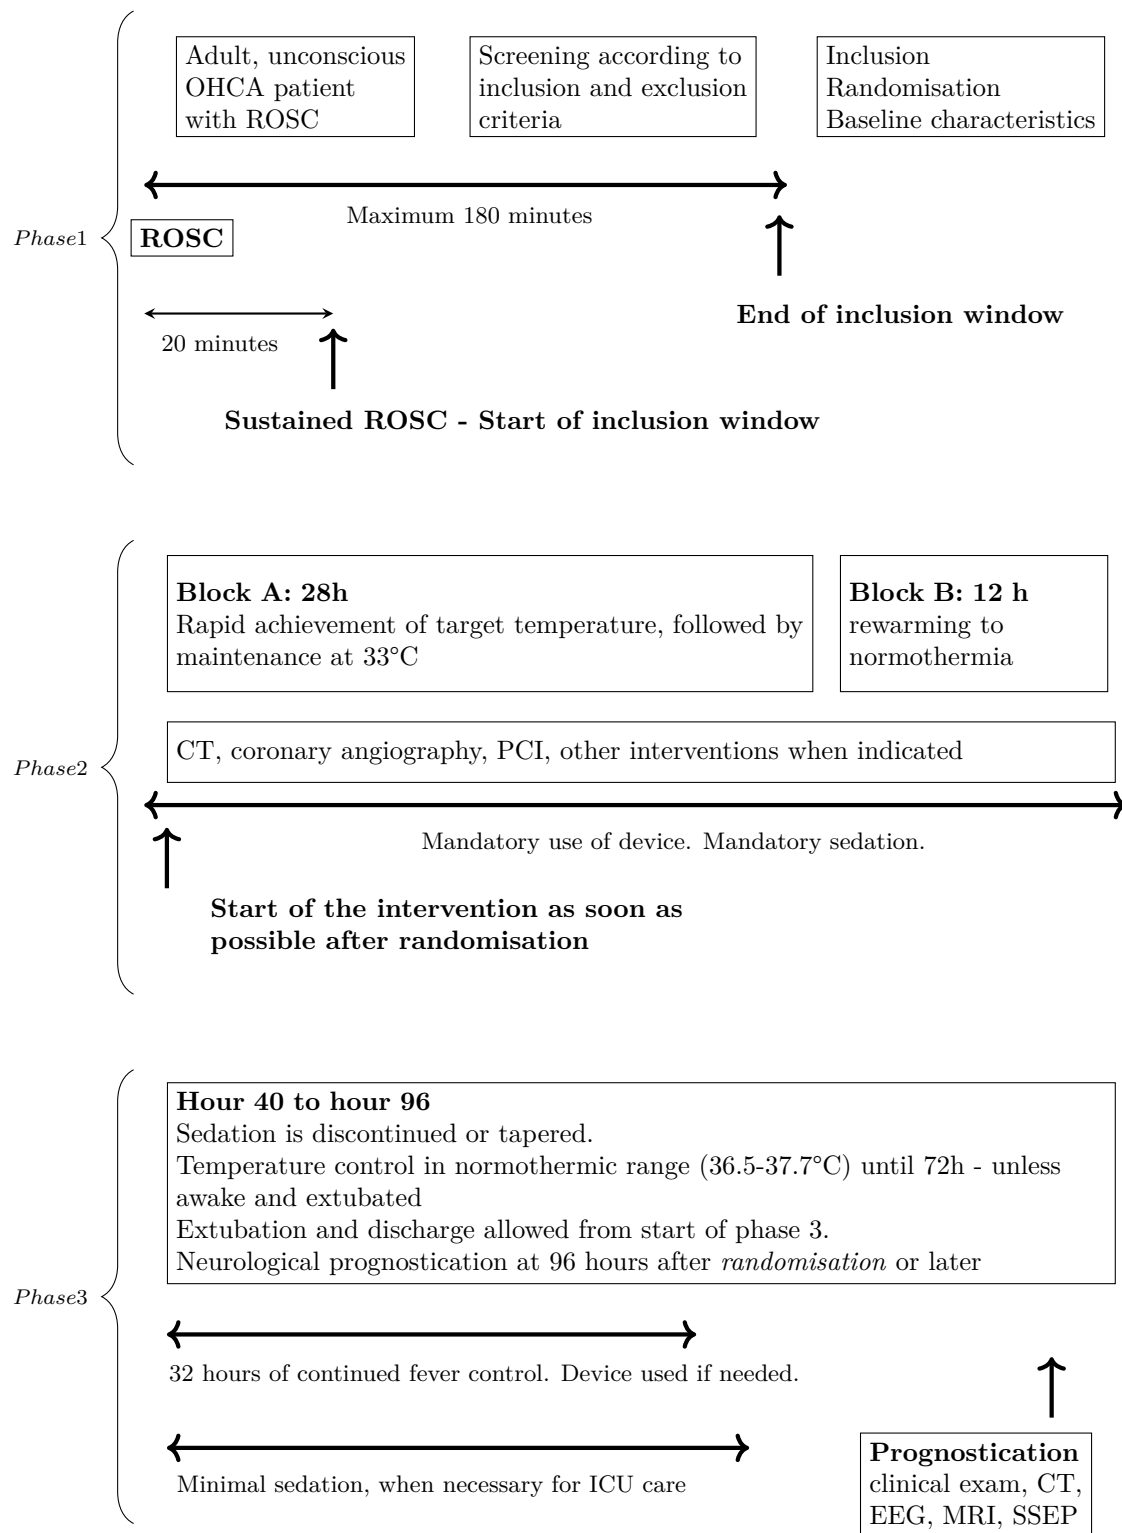 Adult, unconscious
OHCA patient
with ROSC
Screening according to
inclusion and exclusion
criteria
Inclusion
Randomisation
Baseline characteristics
Maximum 180 minutes
Phase1
ROSC
End of inclusion window
20 minutes
Sustained ROSC - Start of inclusion window
Block A: 28h
Rapid achievement of target temperature, followed by
maintenance at 33°C
Block B: 12 h
rewarming to
normothermia
CT, coronary angiography, PCI, other interventions when indicated
Phase2
Mandatory use of device. Mandatory sedation.
Start of the intervention as soon as
possible after randomisation
Hour 40 to hour 96
Sedation is discontinued or tapered.
Temperature control in normothermic range (36.5-37.7°C) until 72h - unless
awake and extubated
Extubation and discharge allowed from start of phase 3.
Neurological prognostication at 96 hours after randomisation or later
Phase3
32 hours of continued fever control. Device used if needed.
Minimal sedation, when necessary for ICU care
Prognostication
clinical exam, CT,
EEG, MRI, SSEP